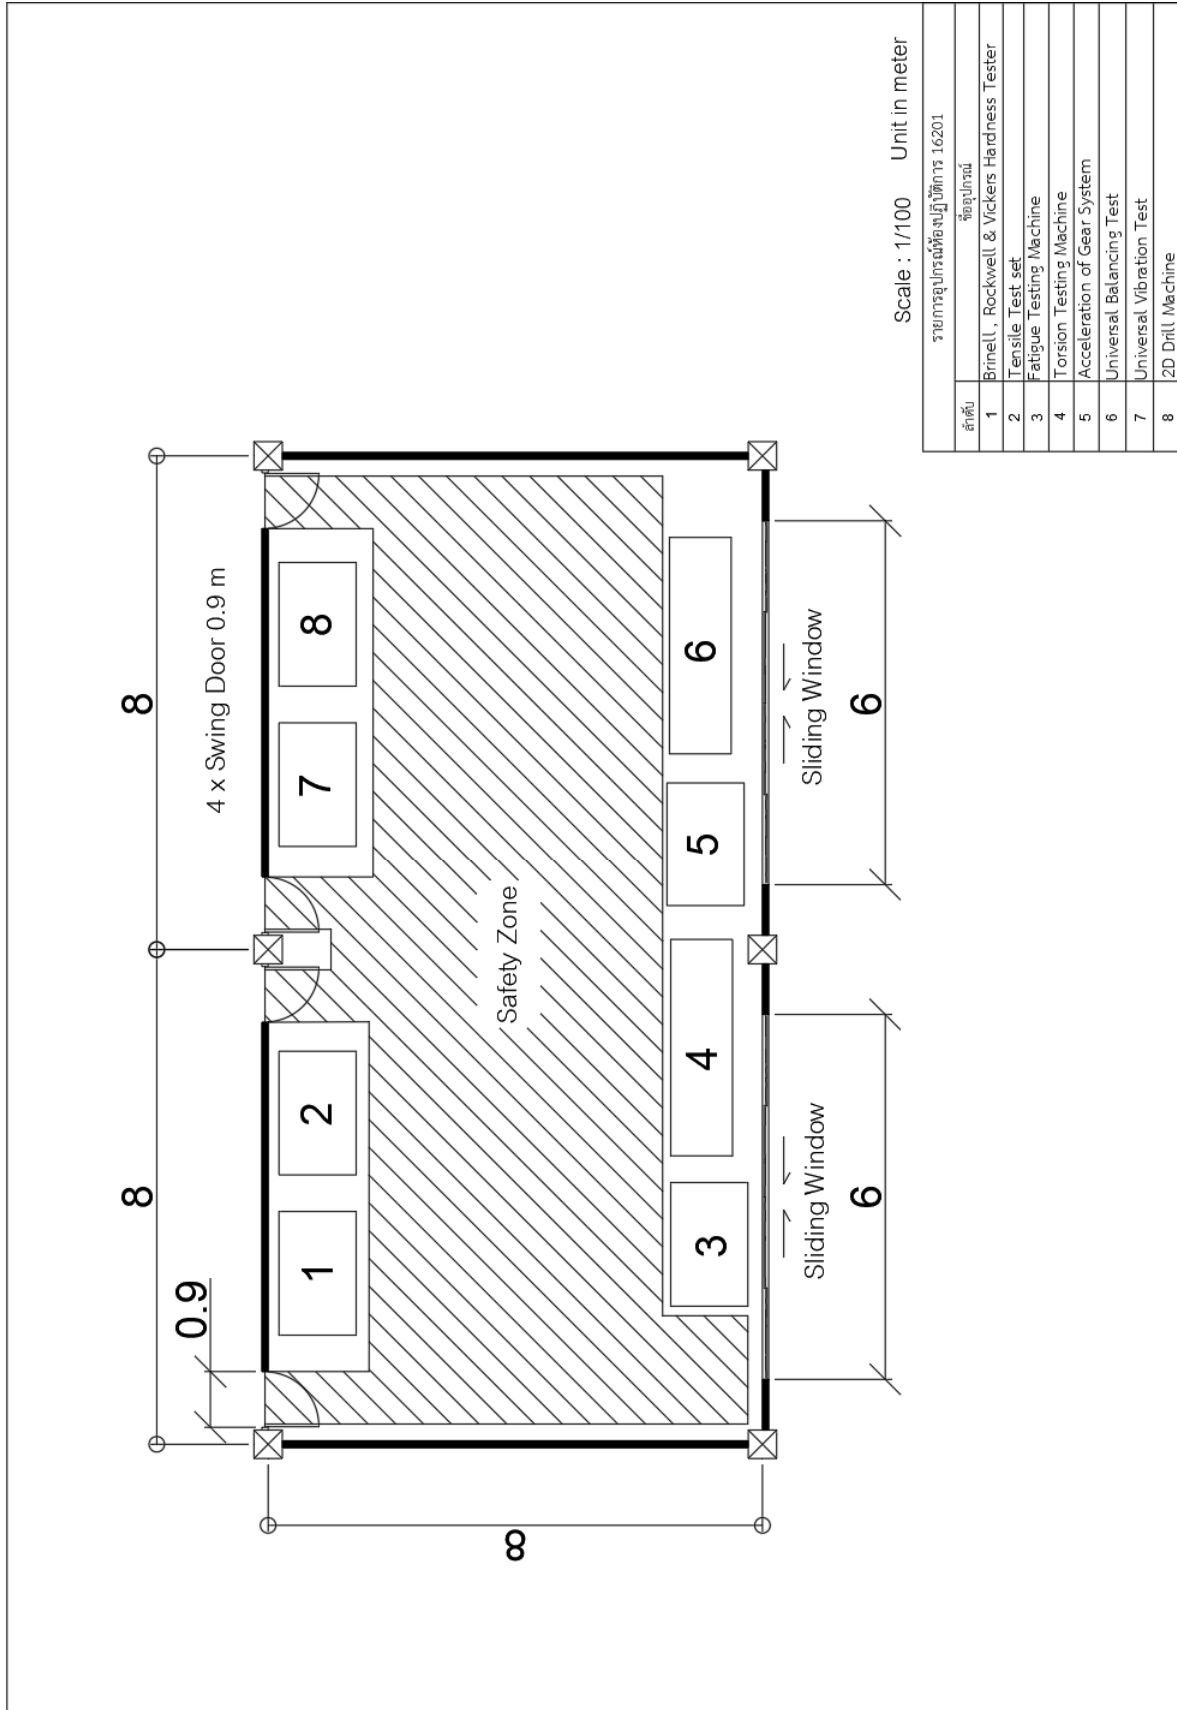 8
8
0.9
4 x Swing Door 0.9 m
1
2
7
8
8
Safety Zone
3
4
5
6
Sliding Window
Sliding Window
6
6
Scale : 1/100 Unit in meter
รายการอุปกรณ์ห้องปฏิบัติการ 16201
ลำดับ ชื่ออุปกรณ์
1 Brinell , Rockwell & Vickers Hardness Tester
2 Tensile Test set
3 Fatigue Testing Machine
4 Torsion Testing Machine
5 Acceleration of Gear System
6 Universal Balancing Test
7 Universal Vibration Test
8 2D Drill Machine